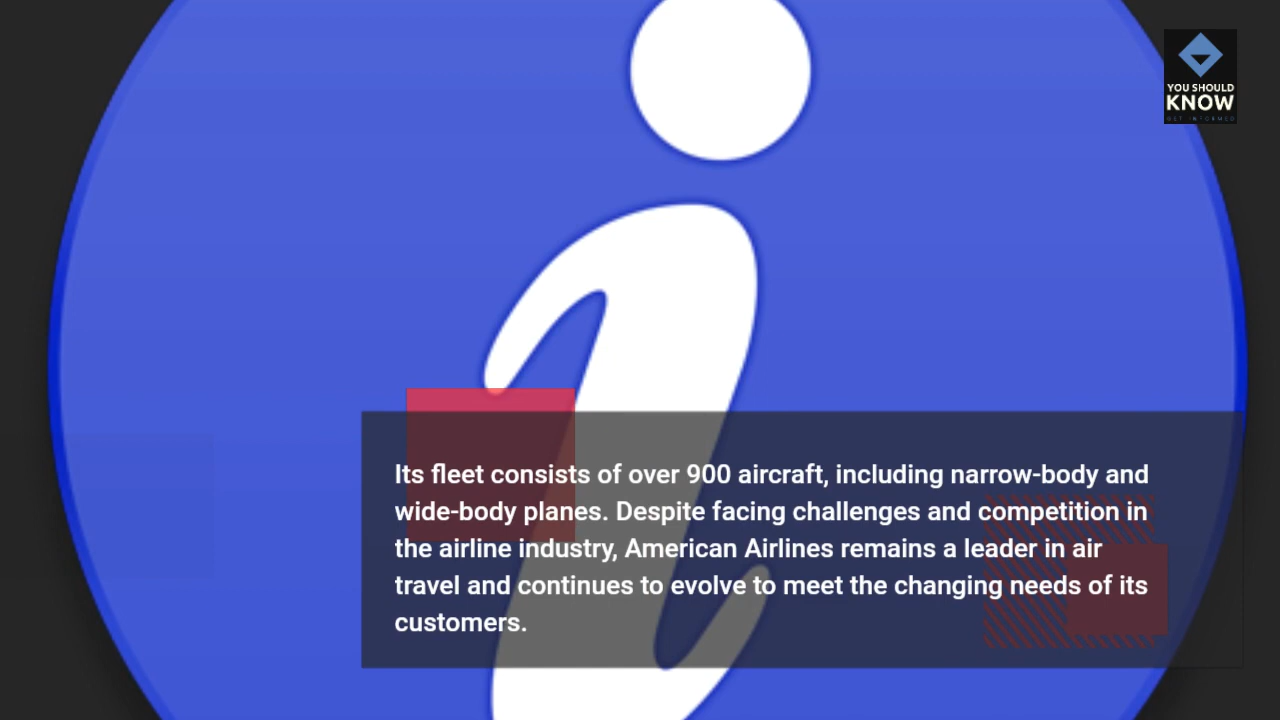 YOU SHOULD
KNOW
GET INFORMED
Its fleet consists of over 900 aircraft, including narrow-body and
wide-body planes. Despite facing challenges and competition in
the airline industry, American Airlines remains a leader in air
travel and continues to evolve to meet the changing needs of its
customers.